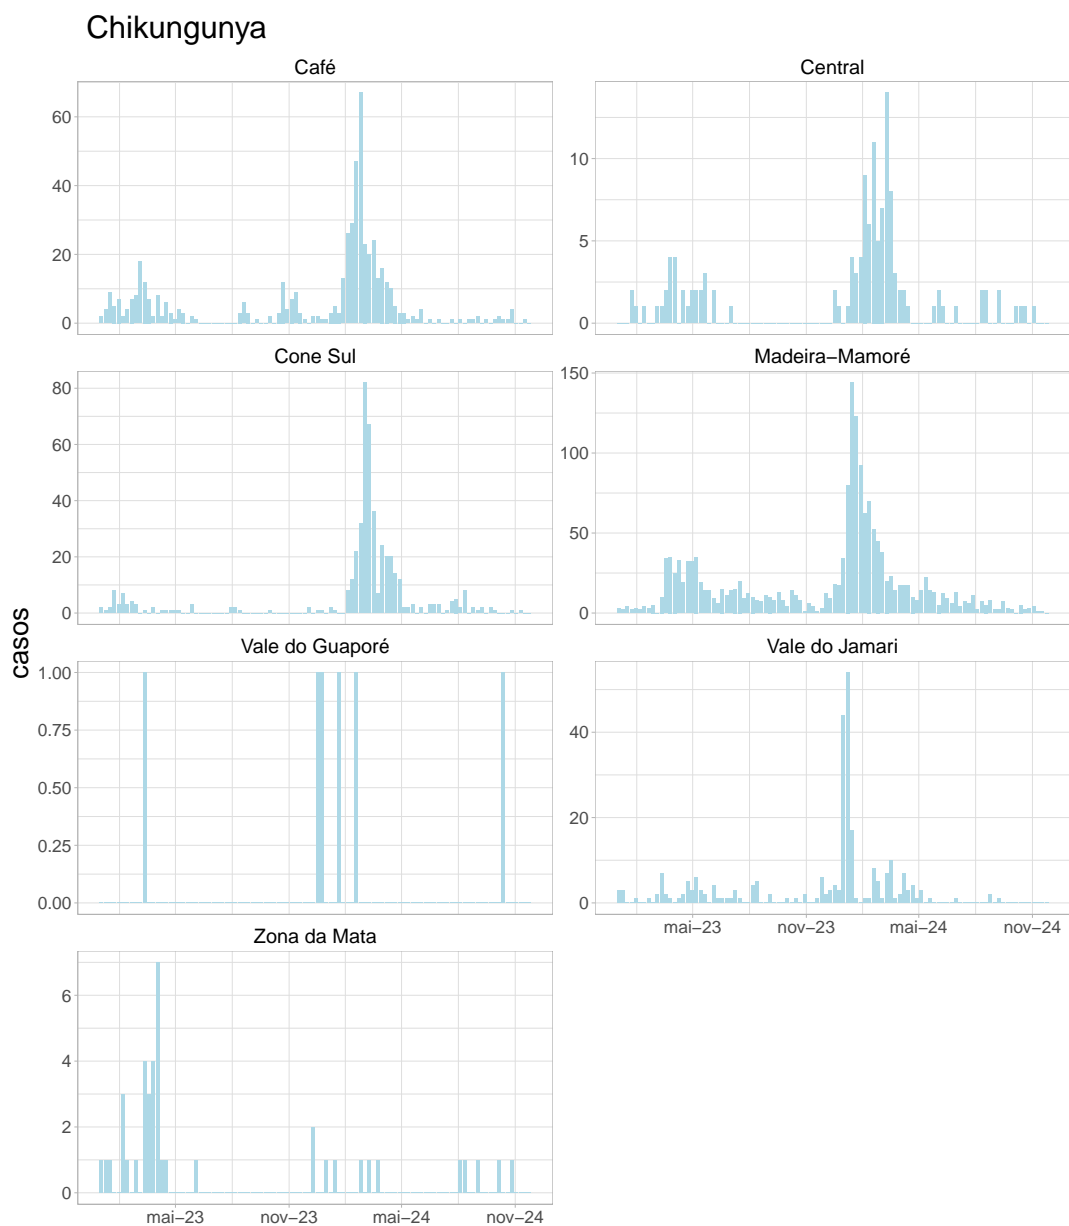 Chikungunya
Café
Central
60
40
20
0
10
5
0
Cone Sul
Madeira−Mamoré
80
60
40
20
0
150
100
50
0
casos
Vale do Guaporé
Vale do Jamari
1.00
0.75
0.50
0.25
0.00
40
20
0
mai−23
nov−23
mai−24
nov−24
Zona da Mata
6
4
2
0
mai−23
nov−23
mai−24
nov−24